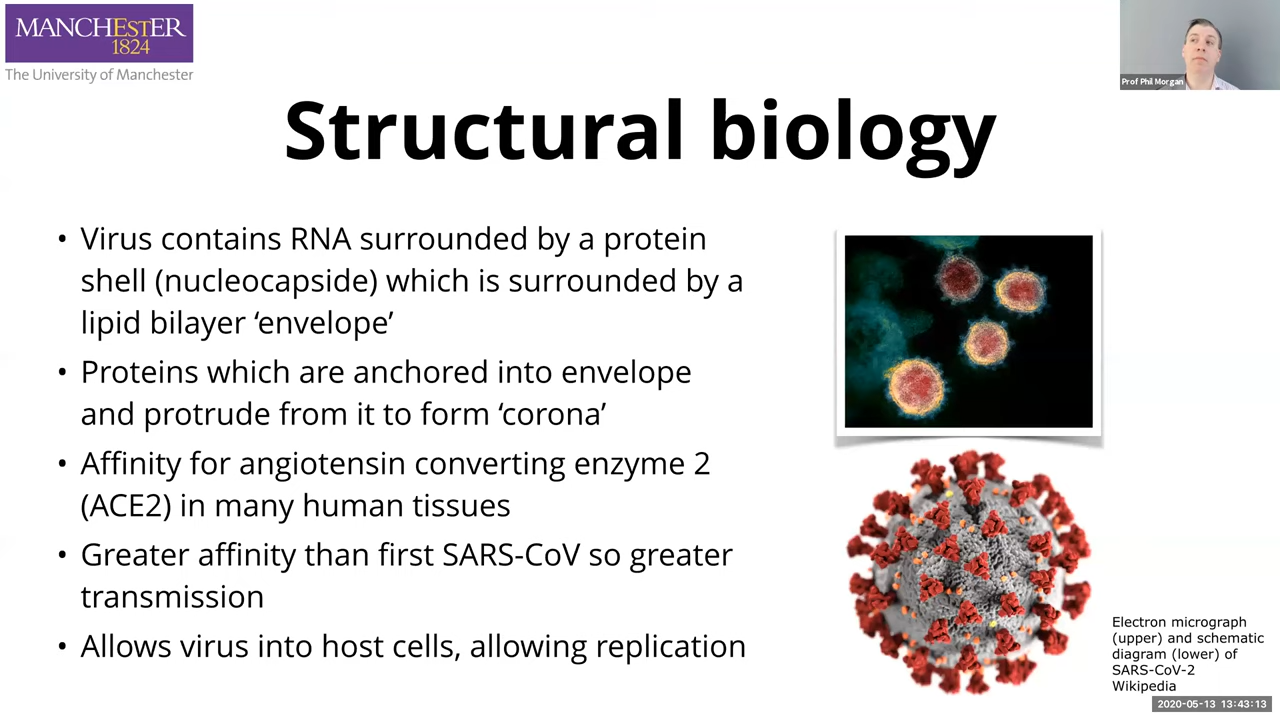 MANCHESTER
1824
The University of Manchester
Prof Phil Morgan
Structural biology
• Virus contains RNA surrounded by a protein
shell (nucleocapside) which is surrounded by a
lipid bilayer ‘envelope’
• Proteins which are anchored into envelope
and protrude from it to form ‘corona’
• Affinity for angiotensin converting enzyme 2
(ACE2) in many human tissues
• Greater affinity than first SARS-CoV so greater
transmission
• Allows virus into host cells, allowing replication
Electron micrograph
(upper) and schematic
diagram (lower) of
SARS-CoV-2
Wikipedia
2020-05-13 13:43:13